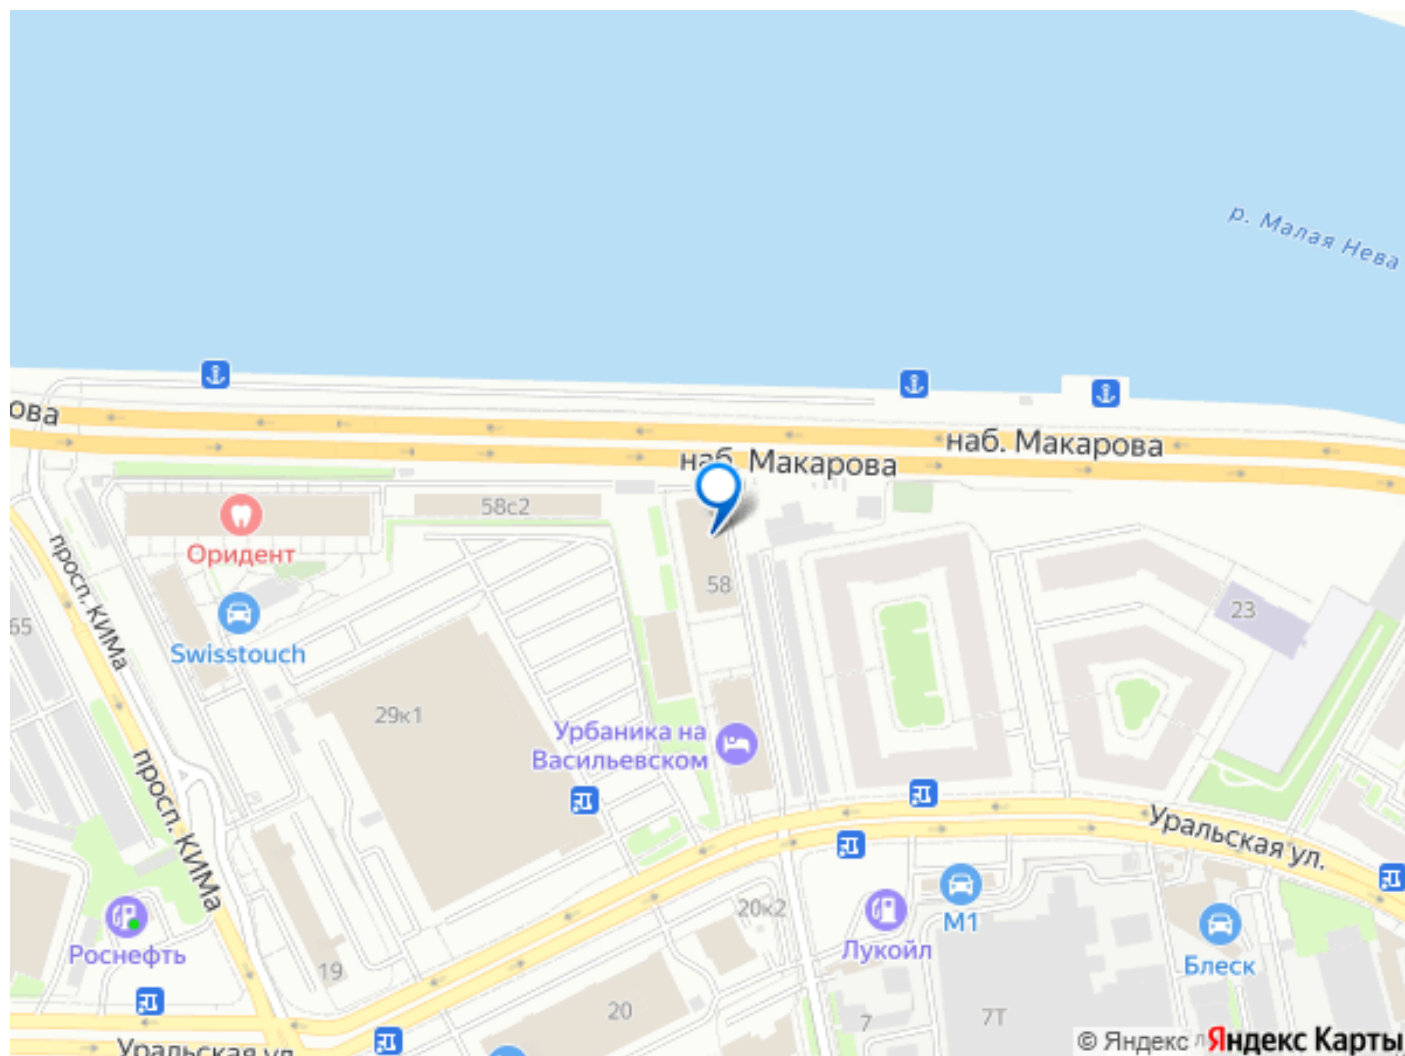 р. Малая Нева
ова
наб. Макарова
наб. Макарова
58с2
Оридент
просп. КИМа
58
23
65
Swisstouch
29к1
Урбаника на
Васильевском
просп. КИМа
Уральская ул.
20к2
М1
Лукойл
Роснефть
Блеск
19
20
7
7Т
Уральская ул.
© Яндекс
Яндекс Карты